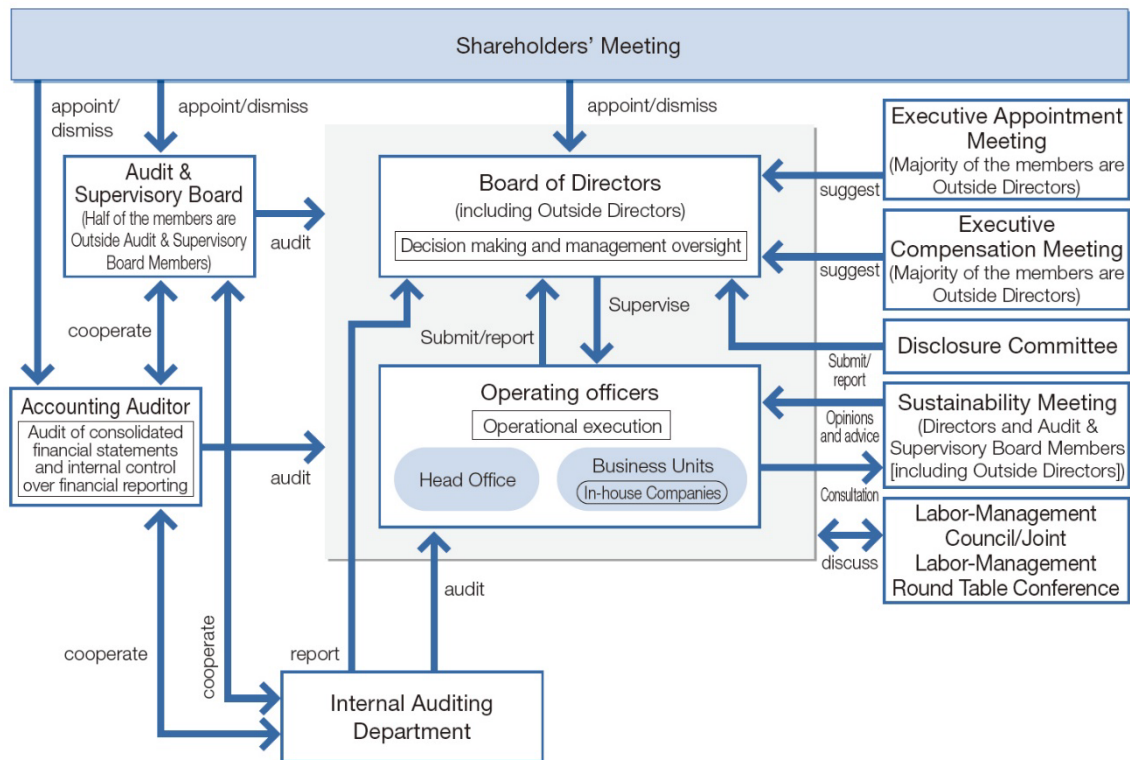 Shareholders’ Meeting
appoint/
dismiss
appoint/dismiss
appoint/dismiss
Audit &
Supervisory Board
(Half of the members are
Outside Audit & Supervisory
Board Members)
audit
Board of Directors
(including Outside Directors)
Decision making and management oversight
suggest
Executive Appointment
Meeting
(Majority of the members are
Outside Directors)
suggest
Executive
Compensation Meeting
(Majority of the members are
Outside Directors)
cooperate
Submit/report
Supervise
Disclosure Committee
Submit/
report
Accounting Auditor
Audit of consolidated
financial statements
and internal control
over financial reporting
audit
Operating officers
Operational execution
Head Office
Business Units
In-house Companies
Opinions
and advice
Consultation
Sustainability Meeting
(Directors and Audit &
Supervisory Board Members
[including Outside Directors])
discuss
Labor-Management
Council/Joint
Labor-Management
Round Table Conference
cooperate
cooperate
report
audit
Internal Auditing
Department